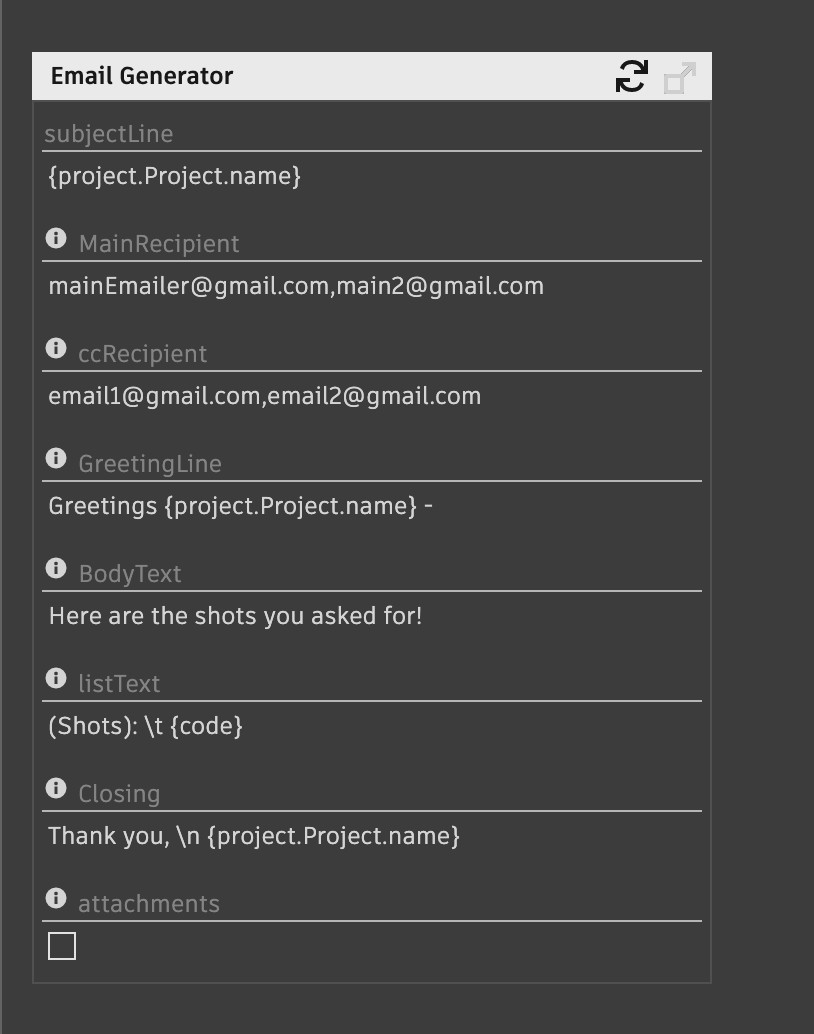 Email Generator
subjectLine
{project.Project.name}
MainRecipient
mainEmailer@gmail.com,main2@gmail.com
ccRecipient
email1@gmail.com,email2@gmail.com
GreetingLine
Greetings {project.Project.name} -
BodyText
Here are the shots you asked for!
listText
(Shots): \t {code}
Closing
Thank you, \n {project.Project.name}
attachments